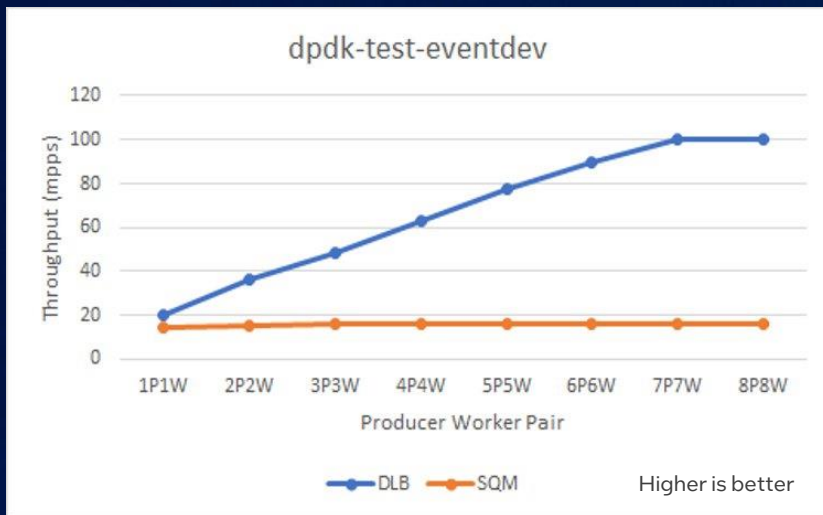 dpdk-test-eventdev
Throughput (mpps)
120
100
80
60
40
20
0
1P1W 2P2W 3P3W 4P4W 5P5W 6P6W 7P7W 8P8W
Producer Worker Pair
DLB SQM
Higher is better